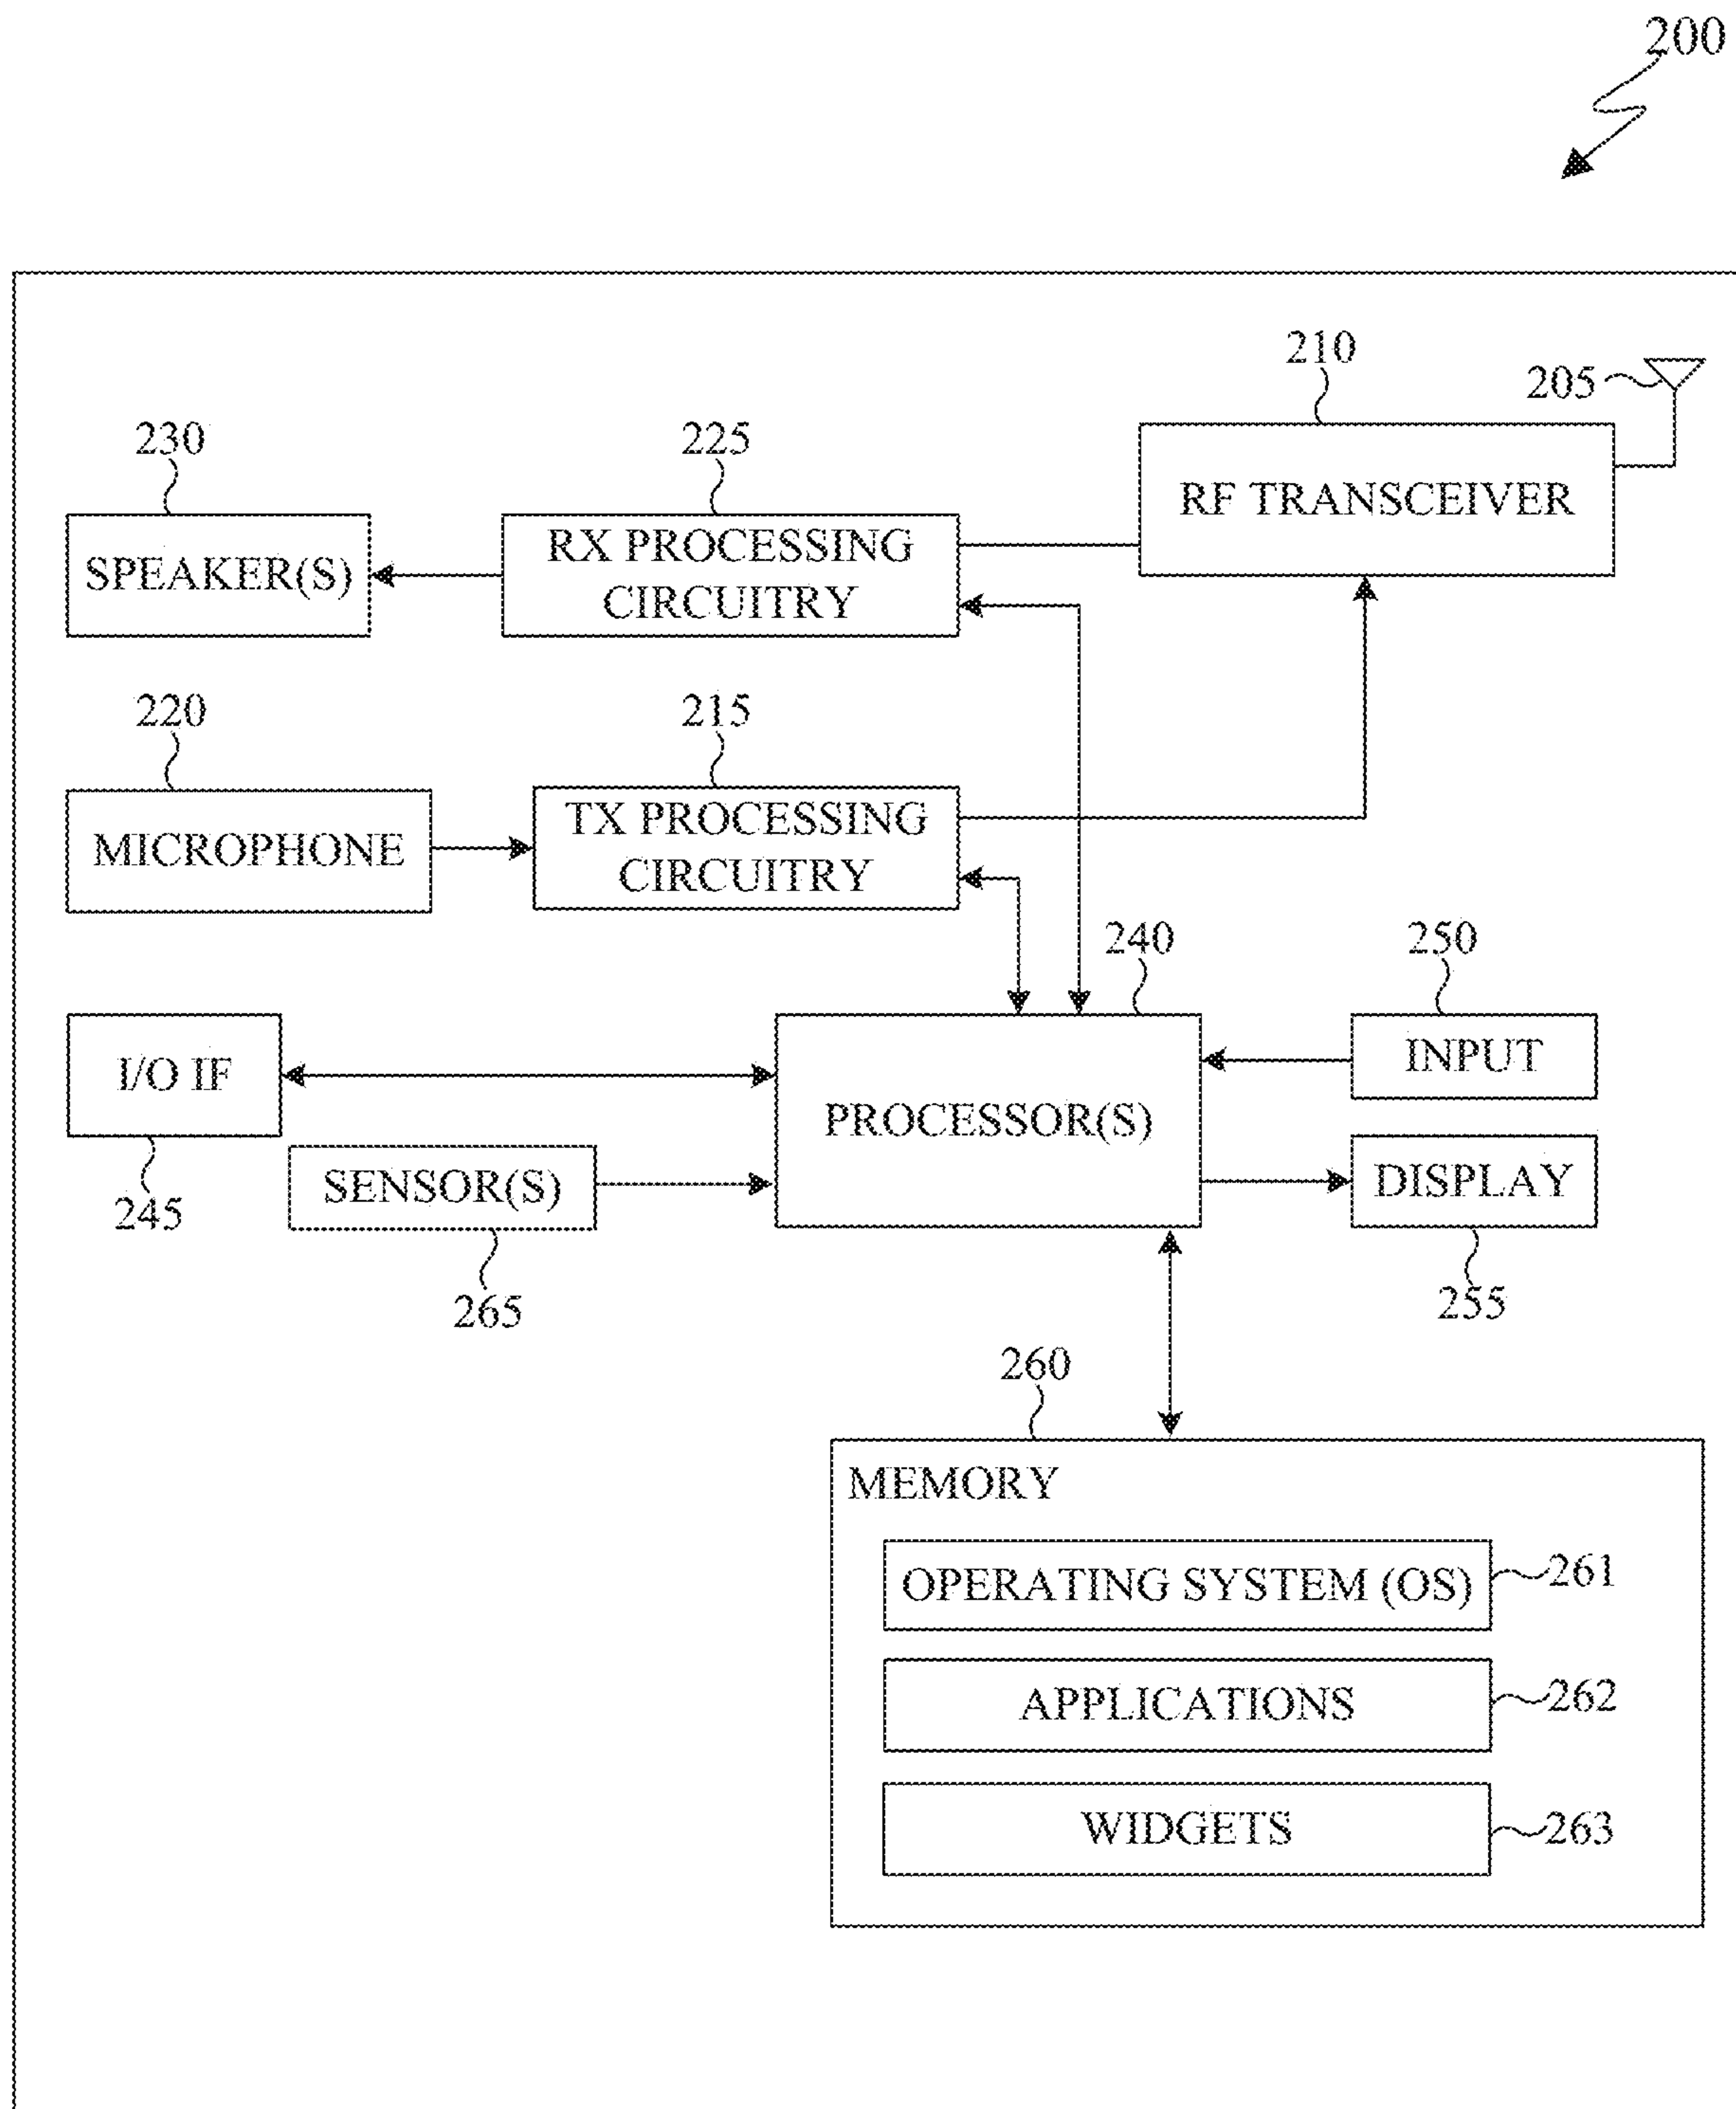 200
210
205
230
225
RF TRANSCEIVER
SPEAKER(S)
RX PROCESSING
CIRCUITRY
220
215
MICROPHONE
TX PROCESSING
CIRCUITRY
240
250
I/O IF
INPUT
PROCESSOR(S)
SENSOR(S)
DISPLAY
245
265
255
260
MEMORY
OPERATING SYSTEM (OS)
261
APPLICATIONS
262
WIDGETS
263